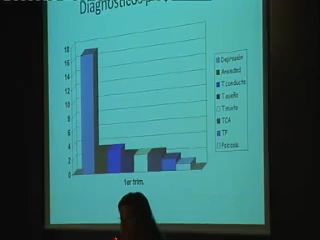 Diagnósticos
18
16
14
12
10
8
6
4
2
0
1er trim.
Depresión
Ansiedad
T.conducta
T.sueño
T.mixto
TCA
TP
Psicosis